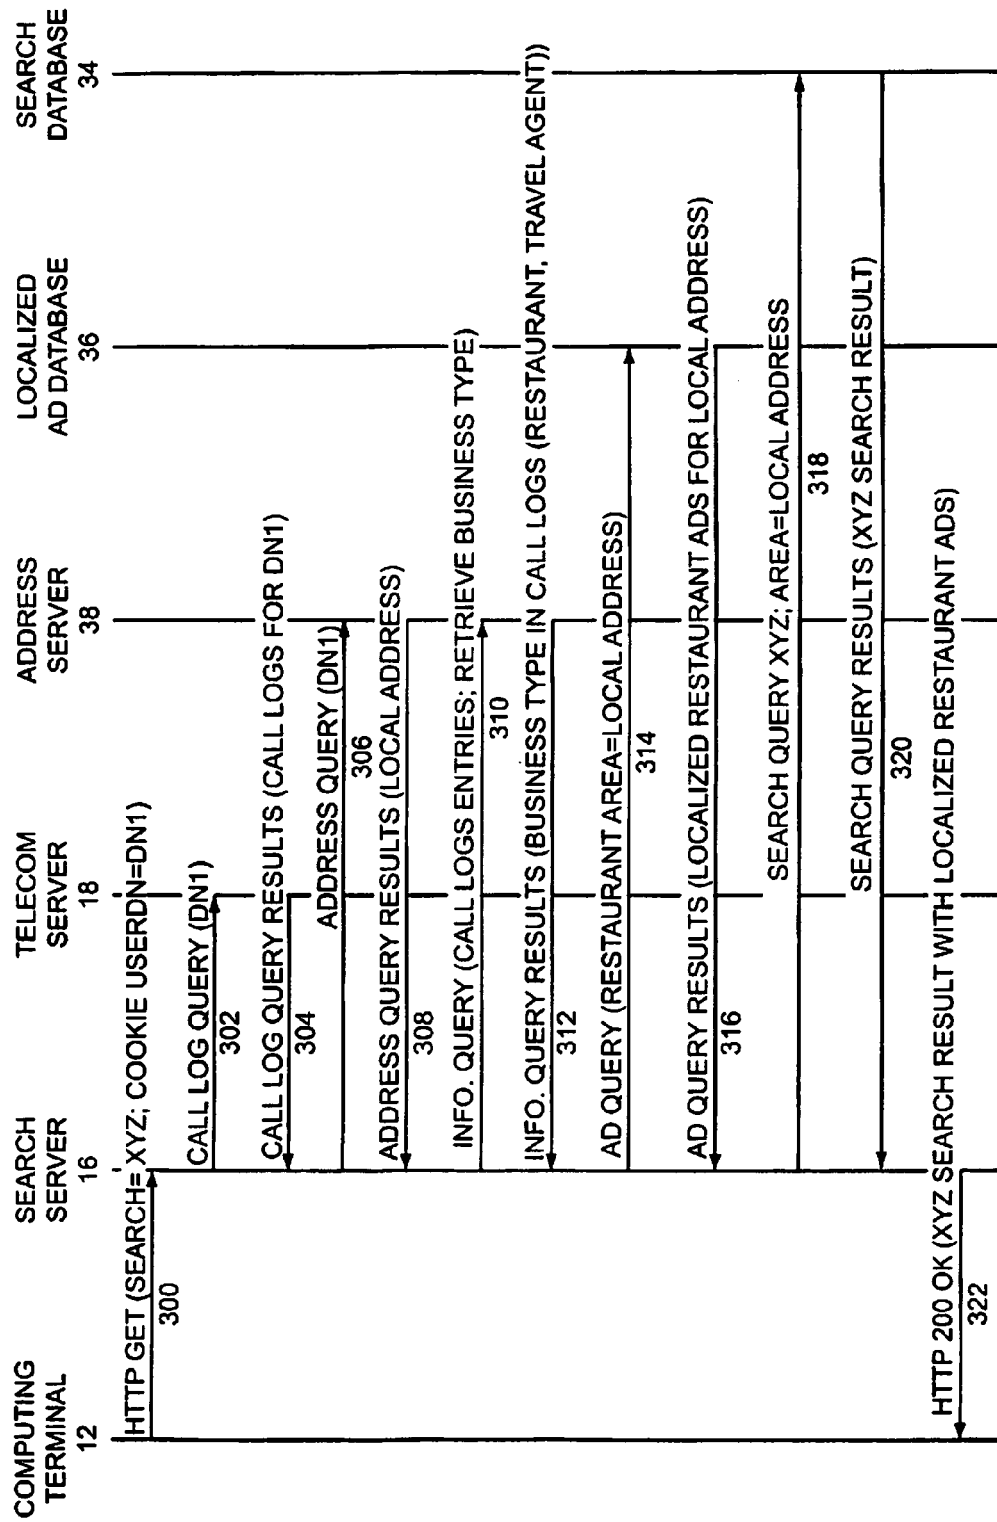 COMPUTING
TERMINAL
12
SEARCH
SERVER
16
TELECOM
SERVER
18
ADDRESS
SERVER
38
LOCALIZED
AD DATABASE
36
SEARCH
DATABASE
34
HTTP GET (SEARCH= XYZ; COOKIE USERDN=DN1)
300
CALL LOG QUERY (DN1)
302
CALL LOG QUERY RESULTS (CALL LOGS FOR DN1)
304
ADDRESS QUERY (DN1)
306
ADDRESS QUERY RESULTS (LOCAL ADDRESS)
308
INFO. QUERY (CALL LOGS ENTRIES; RETRIEVE BUSINESS TYPE)
310
INFO. QUERY RESULTS (BUSINESS TYPE IN CALL LOGS (RESTAURANT, TRAVEL AGENT))
312
AD QUERY (RESTAURANT AREA=LOCAL ADDRESS)
314
AD QUERY RESULTS (LOCALIZED RESTAURANT ADS FOR LOCAL ADDRESS)
316
SEARCH QUERY XYZ; AREA=LOCAL ADDRESS
318
SEARCH QUERY RESULTS (XYZ SEARCH RESULT)
320
HTTP 200 OK (XYZ SEARCH RESULT WITH LOCALIZED RESTAURANT ADS)
322